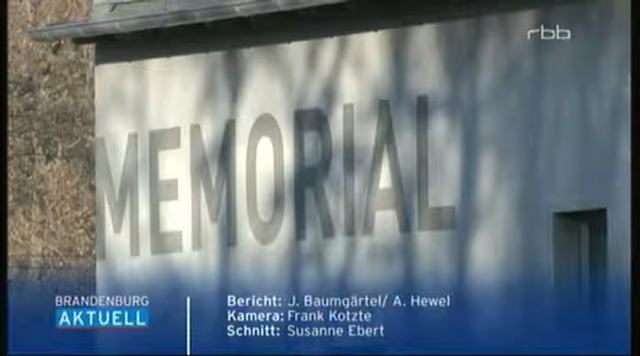 rbb
MEMORIAL
BRANDENBURG
AKTUELL
Bericht: J. Baumgärtel/ A. Hewel
Kamera: Frank Kotzte
Schnitt: Susanne Ebert